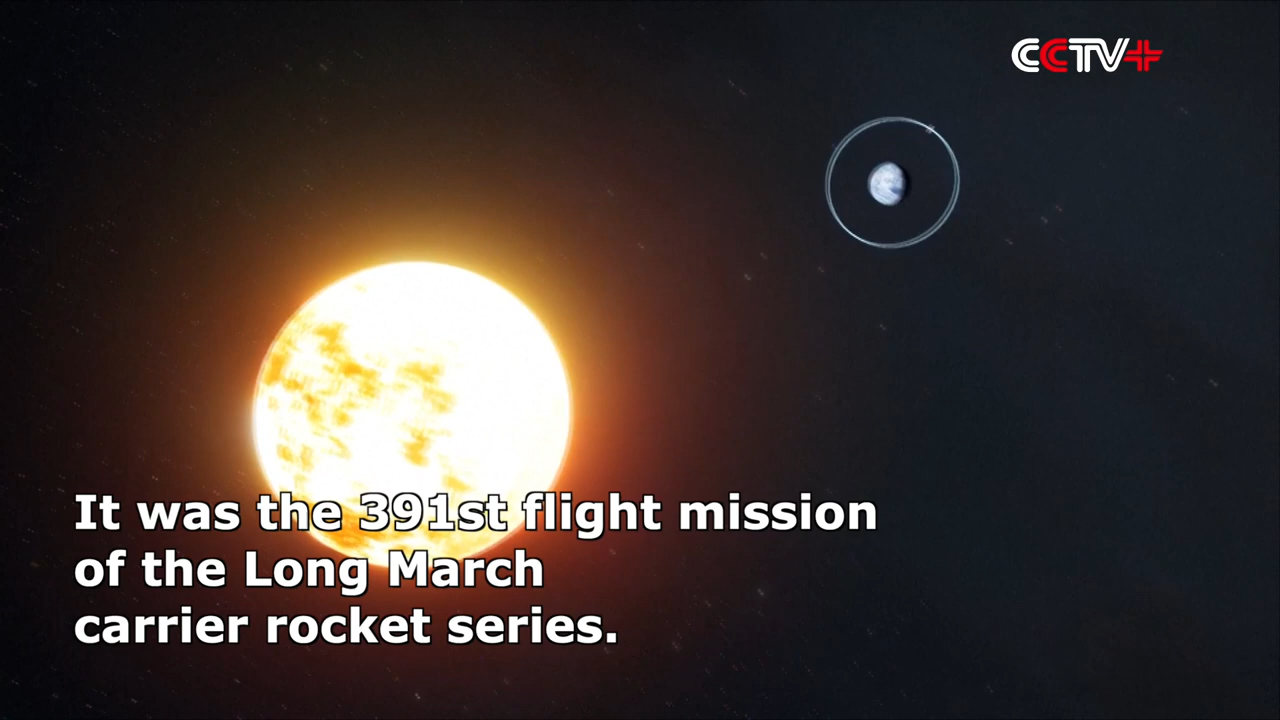 CCTV+
It was the 391st flight mission
of the Long March
carrier rocket series.